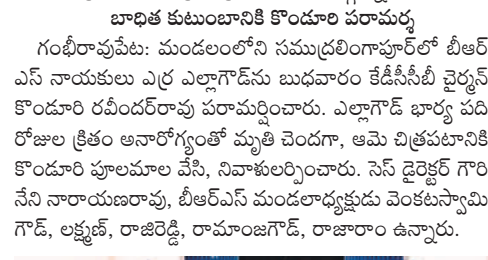 బాధిత కుటుంబానికి కొండూరి పరామర్శ
గంభీరావుపేట: మండలంలోని సముద్రలింగాపూర్‌లో బీఆర్
ఎస్ నాయకులు ఎర్ర ఎల్లాగౌడ్‌ను బుధవారం కేడీసీసీబీ చైర్మన్
కొండూరి రవీందర్‌రావు పరామర్షించారు. ఎల్లాగౌడ్ భార్య పది
రోజుల క్రితం అనారోగ్యంతో మృతి చెందగా, ఆమె చిత్రపటానికి
కొండూరి పూలమాల వేసి, నివాళులర్పించారు. సెస్ డైరెక్టర్ గౌరి
నేని నారాయణరావు, బీఆర్ఎస్ మండలాధ్యక్షుడు వెంకటస్వామి
గౌడ్, లక్ష్మణ్, రాజిరెడ్డి, రామాంజగౌడ్, రాజారాం ఉన్నారు.